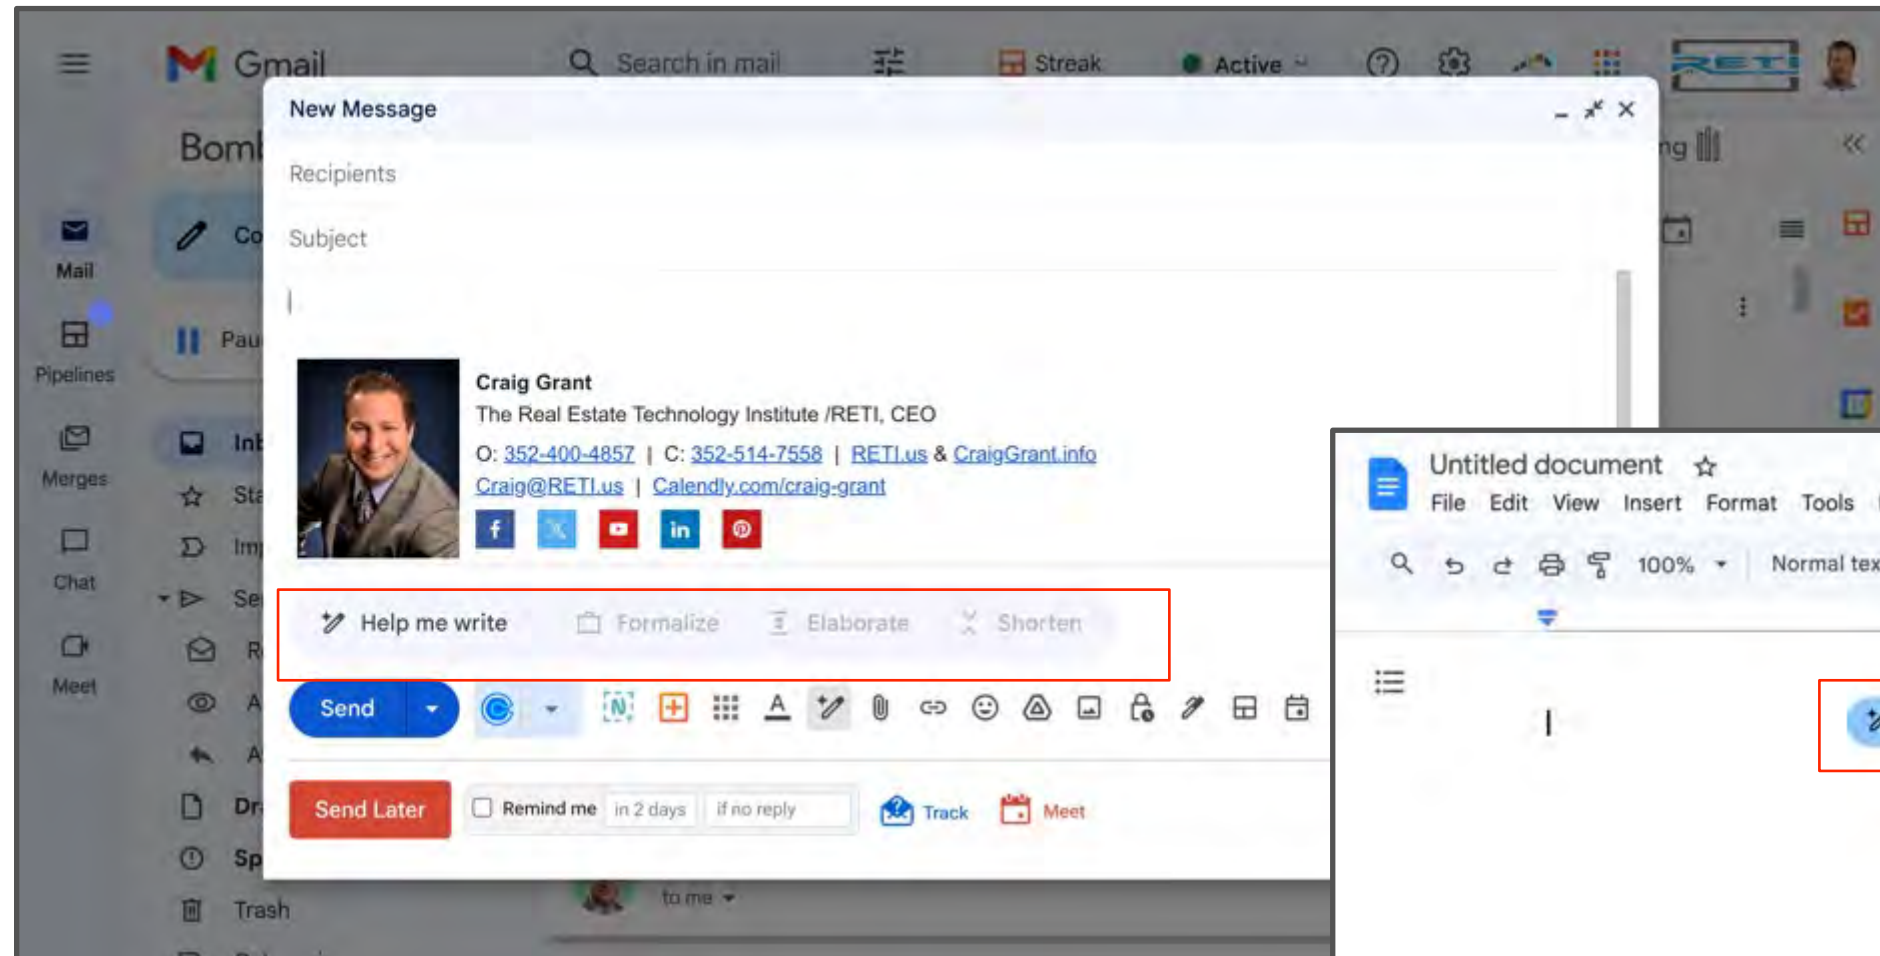 Gmail
Search in mail
Streak
Active
RETI
New Message
Recipients
Subject
Mail
Pipelines
Merges
Chat
Meet
Craig Grant
The Real Estate Technology Institute /RETI, CEO
O: 352-400-4857 | C: 352-514-7558 | RETI.us & CraigGrant.info
Craig@RETI.us | Calendly.com/craig-grant
Help me write Formalize Elaborate Shorten
Send
Send Later Remind me in 2 days if no reply Track Meet
Trash
to me
Untitled document
File Edit View Insert Format Tools
100% Normal tex